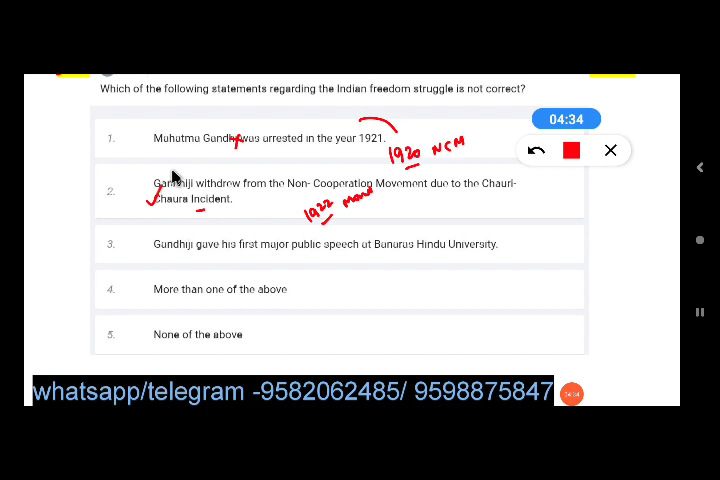 Which of the following statements regarding the Indian freedom struggle is not correct?
04:34
1. Mahatma Gandhi was arrested in the year 1921.
1920 NCM
2. Gandhiji withdrew from the Non- Cooperation Movement due to the Chauri-
Chaura Incident.
1922
3. Gandhiji gave his first major public speech at Banaras Hindu University.
4. More than one of the above
5. None of the above
whatsapp/telegram -9582062485/ 9598875847